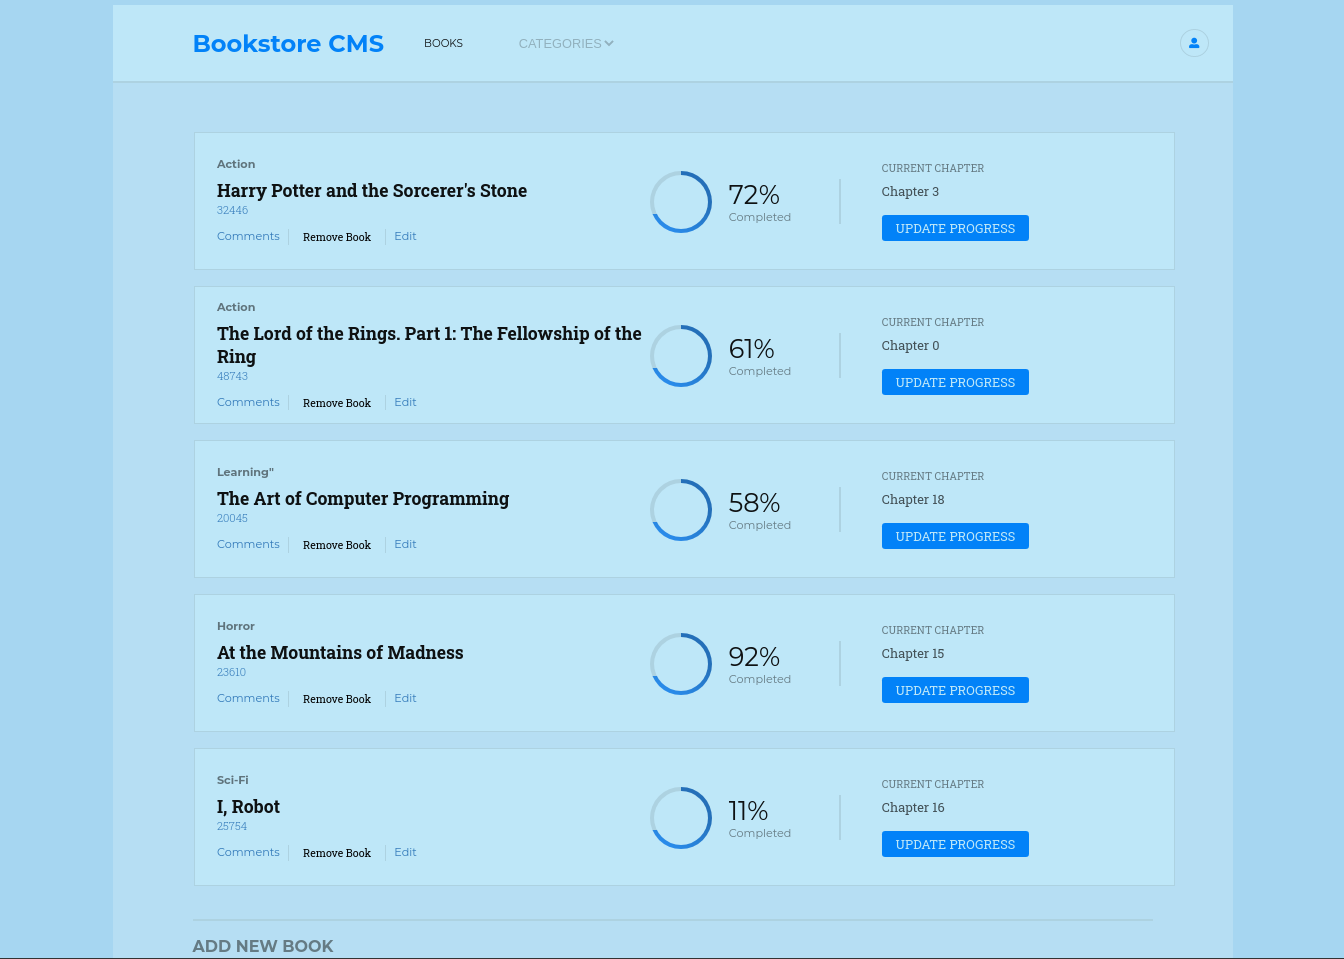 Bookstore CMS
BOOKS
CATEGORIES
Action
Harry Potter and the Sorcerer's Stone
32446
Comments
Remove Book
Edit
72%
Completed
CURRENT CHAPTER
Chapter 3
UPDATE PROGRESS
Action
The Lord of the Rings. Part 1: The Fellowship of the
Ring
48743
Comments
Remove Book
Edit
61%
Completed
CURRENT CHAPTER
Chapter 0
UPDATE PROGRESS
Learning"
The Art of Computer Programming
20045
Comments
Remove Book
Edit
58%
Completed
CURRENT CHAPTER
Chapter 18
UPDATE PROGRESS
Horror
At the Mountains of Madness
23610
Comments
Remove Book
Edit
92%
Completed
CURRENT CHAPTER
Chapter 15
UPDATE PROGRESS
Sci-Fi
I, Robot
25754
Comments
Remove Book
Edit
11%
Completed
CURRENT CHAPTER
Chapter 16
UPDATE PROGRESS
ADD NEW BOOK